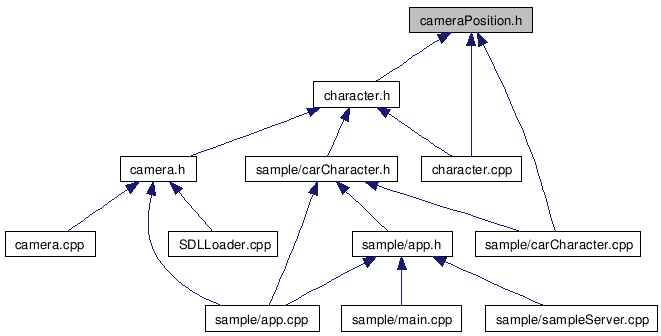 cameraPosition.h
character.h
camera.h
sample/carCharacter.h
character.cpp
camera.cpp
SDLLoader.cpp
sample/app.h
sample/carCharacter.cpp
sample/app.cpp
sample/main.cpp
sample/sampleServer.cpp